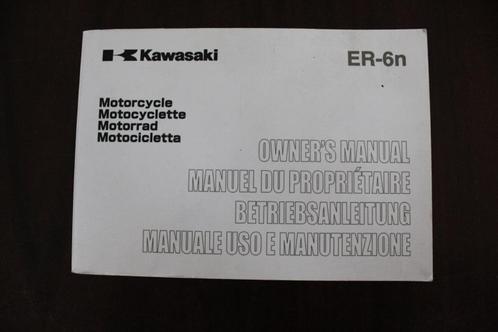 Kawasaki
ER-6n
Motorcycle
Motocyclette
Motorrad
Motocicletta
OWNER'S MANUAL
MANUEL DU PROPRIÉTAIRE
BETRIEBSANLEITUNG
MANUALE USO E MANUTENZIONE